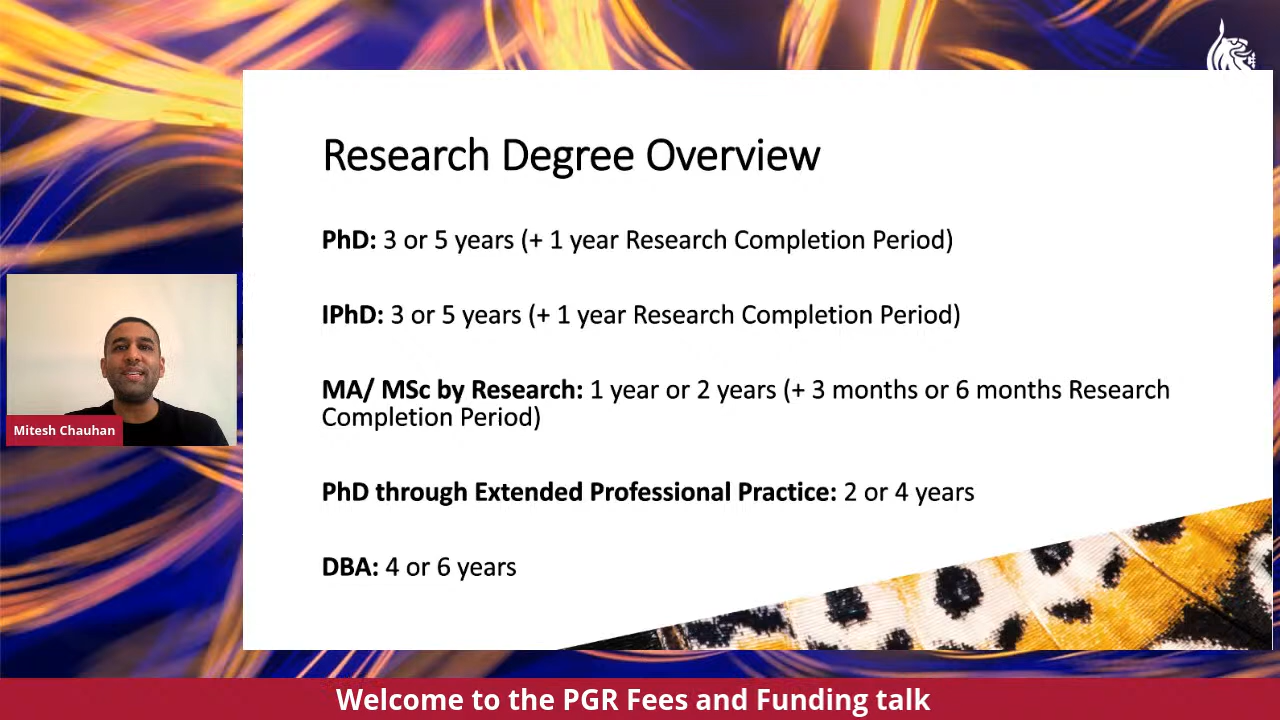 Research Degree Overview
PhD: 3 or 5 years (+ 1 year Research Completion Period)
IPhD: 3 or 5 years (+ 1 year Research Completion Period)
MA/ MSc by Research: 1 year or 2 years (+ 3 months or 6 months Research
Completion Period)
PhD through Extended Professional Practice: 2 or 4 years
DBA: 4 or 6 years
Mitesh Chauhan
Welcome to the PGR Fees and Funding talk